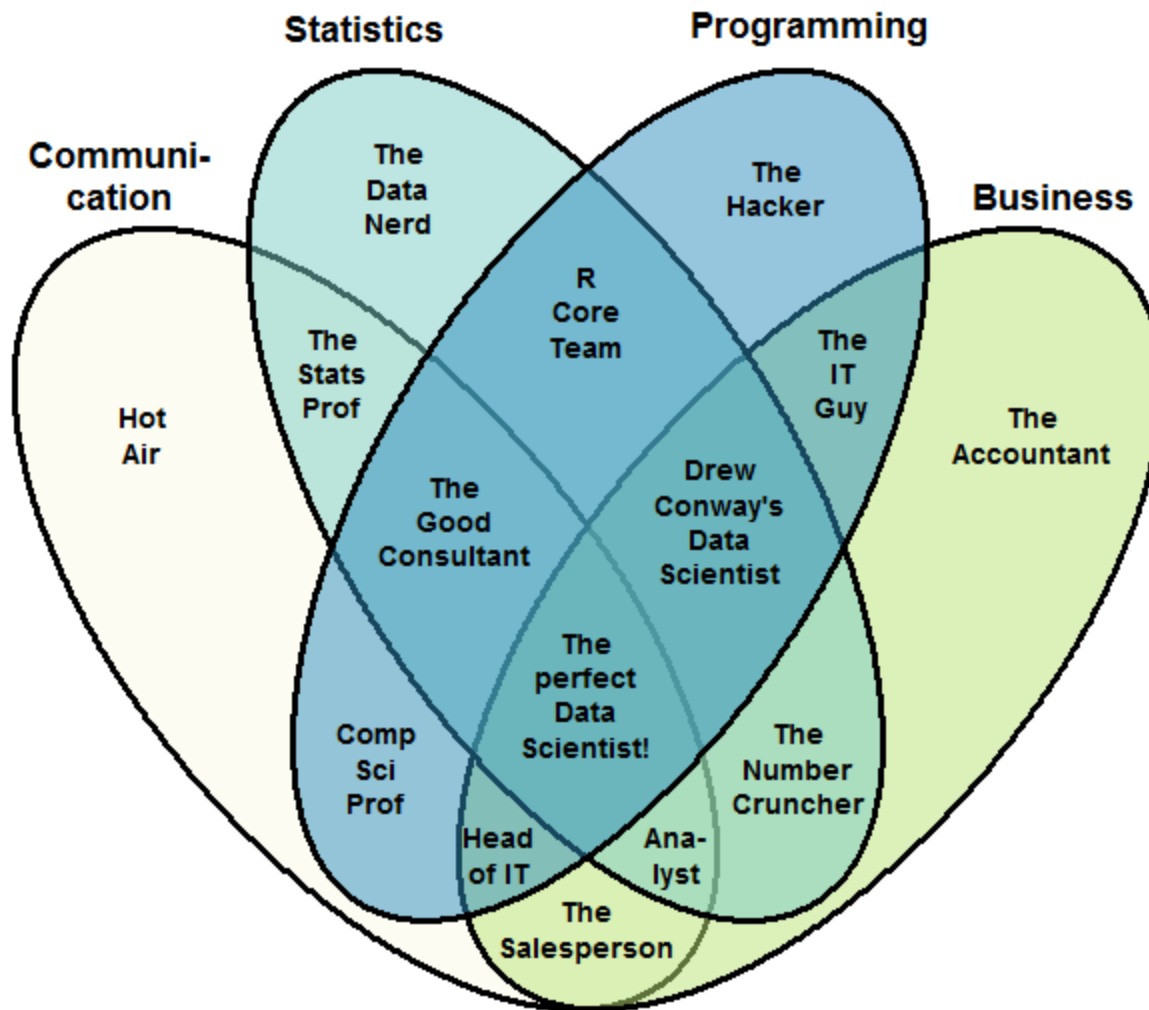 Statistics
Programming
Communi-
cation
Business
The
Data
Nerd
The
Hacker
R
Core
Team
The
Stats
Prof
The
IT
Guy
Hot
Air
The
Accountant
The
Good
Consultant
Drew
Conway's
Data
Scientist
The
perfect
Data
Scientist!
Comp
Sci
Prof
The
Number
Cruncher
Head
of IT
Ana-
lyst
The
Salesperson